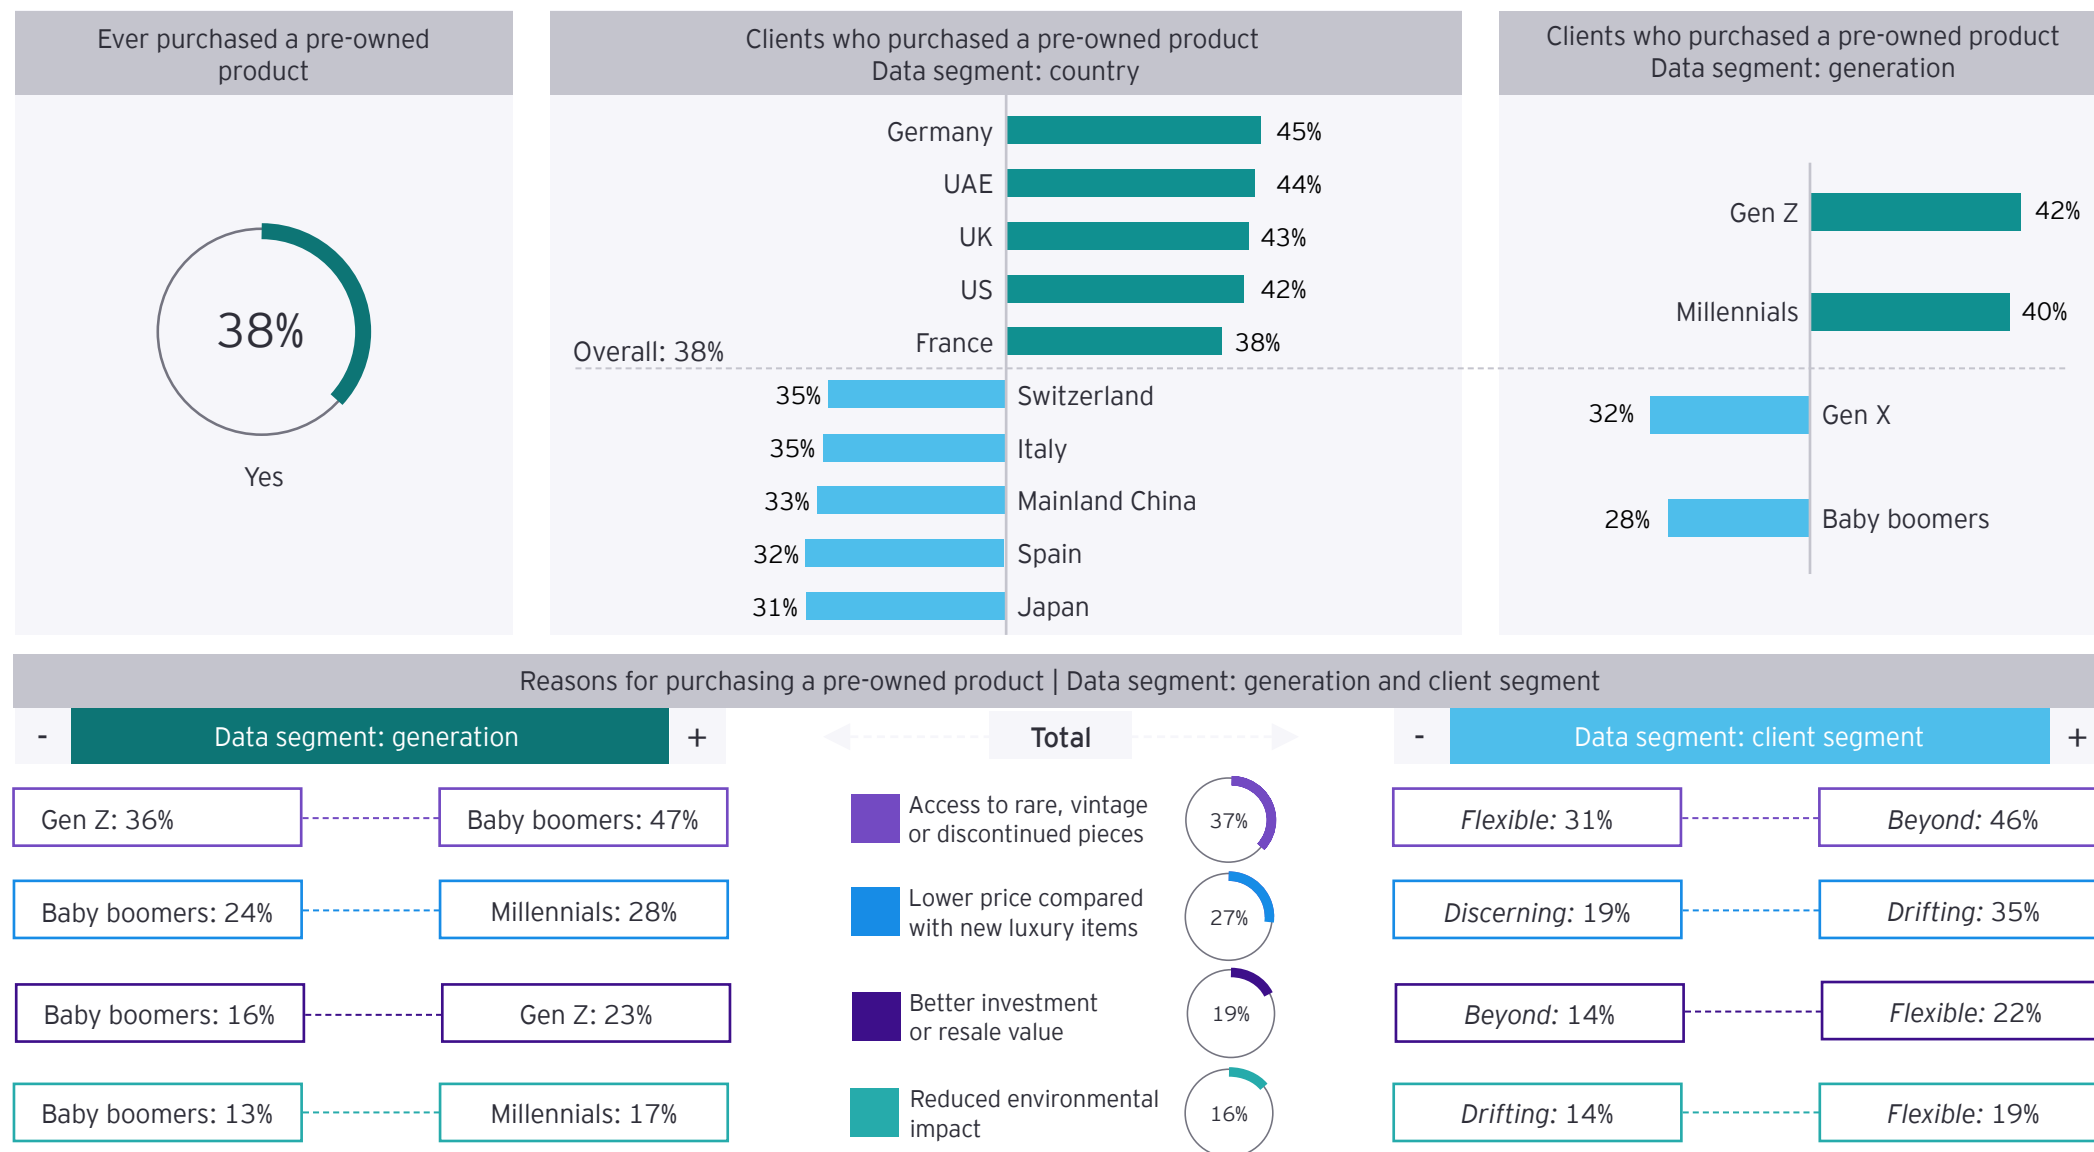 Ever purchased a pre-owned
product
38%
Yes
Clients who purchased a pre-owned product
Data segment: country
Germany 45%
UAE 44%
UK 43%
US 42%
France 38%
Overall: 38%
35% Switzerland
35% Italy
33% Mainland China
32% Spain
31% Japan
Clients who purchased a pre-owned product
Data segment: generation
Gen Z 42%
Millennials 40%
32% Gen X
28% Baby boomers
Reasons for purchasing a pre-owned product | Data segment: generation and client segment
- Data segment: generation +
Total
- Data segment: client segment +
Gen Z: 36%
Baby boomers: 47%
Access to rare, vintage
or discontinued pieces
37%
Flexible: 31%
Beyond: 46%
Baby boomers: 24%
Millennials: 28%
Lower price compared
with new luxury items
27%
Discerning: 19%
Drifting: 35%
Baby boomers: 16%
Gen Z: 23%
Better investment
or resale value
19%
Beyond: 14%
Flexible: 22%
Baby boomers: 13%
Millennials: 17%
Reduced environmental
impact
16%
Drifting: 14%
Flexible: 19%